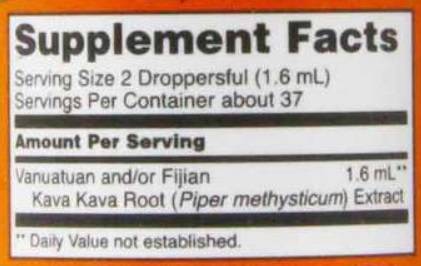 Supplement Facts
Serving Size 2 Droppersful (1.6 mL)
Servings Per Container about 37
Amount Per Serving
Vanuatuan and/or Fijian 1.6 mL**
Kava Kava Root (Piper methysticum) Extract
** Daily Value not established.